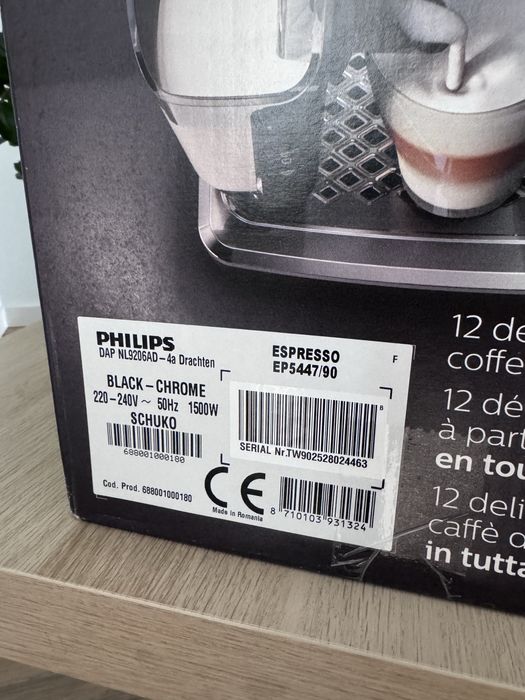 PHILIPS
DAP NL9206AD-4a Drachten
ESPRESSO
EP5447/90
F
BLACK-CHROME
220-240V ~ 50Hz 1500W
SCHUKO
688001000180
8
SERIAL Nr.TW902528024463
Cod. Prod. 688001000180
CE
Made in Romania
8 710103 931324
12 de
coffe
12 dé
à part
en tou
12 deli
caffè d
in tutta